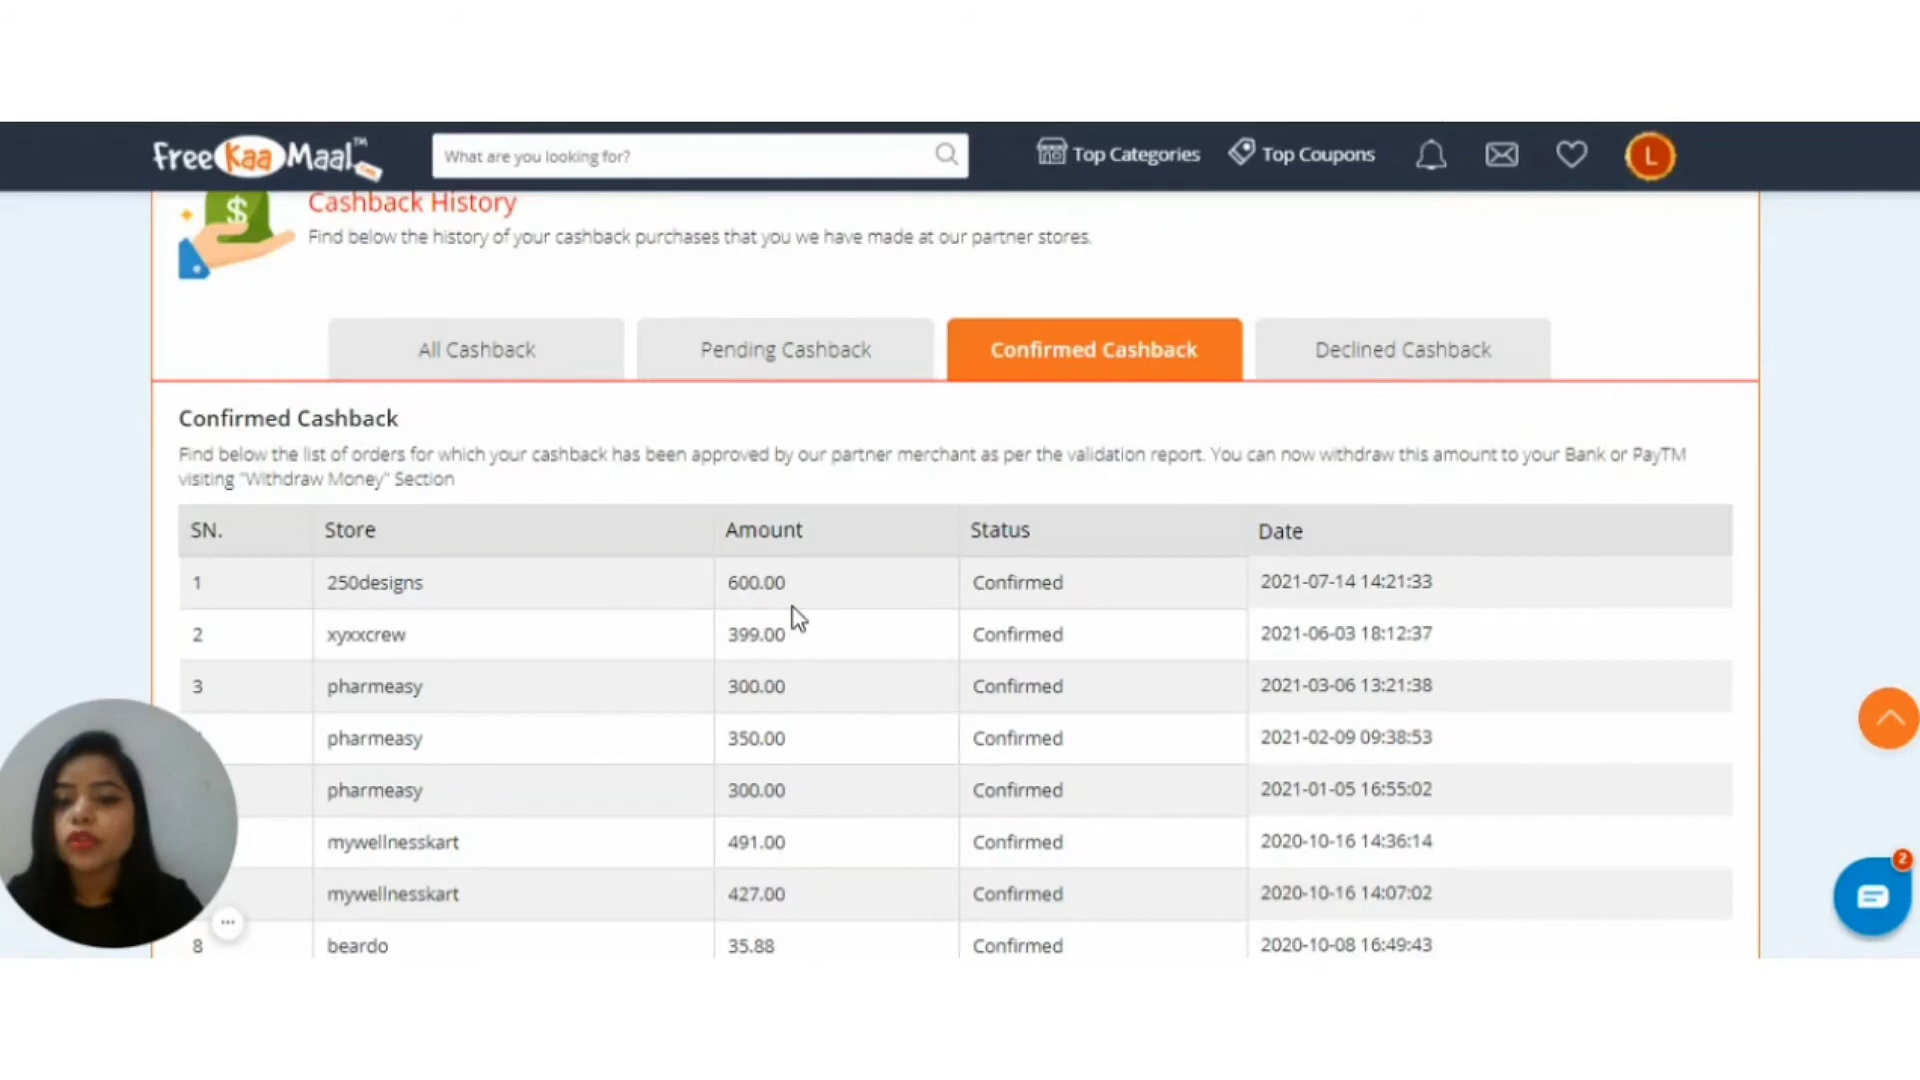 Free Kaa Maal™ .com
What are you looking for?
Top Categories
Top Coupons
L
$
Cashback History
Find below the history of your cashback purchases that you we have made at our partner stores.
All Cashback
Pending Cashback
Confirmed Cashback
Declined Cashback
Confirmed Cashback
Find below the list of orders for which your cashback has been approved by our partner merchant as per the validation report. You can now withdraw this amount to your Bank or PayTM
visiting "Withdraw Money" Section
SN. Store Amount Status Date
1 250designs 600.00 Confirmed 2021-07-14 14:21:33
2 xyxxcrew 399.00 Confirmed 2021-06-03 18:12:37
3 pharmeasy 300.00 Confirmed 2021-03-06 13:21:38
pharmeasy 350.00 Confirmed 2021-02-09 09:38:53
pharmeasy 300.00 Confirmed 2021-01-05 16:55:02
mywellnesskart 491.00 Confirmed 2020-10-16 14:36:14
mywellnesskart 427.00 Confirmed 2020-10-16 14:07:02
8 beardo 35.88 Confirmed 2020-10-08 16:49:43
2